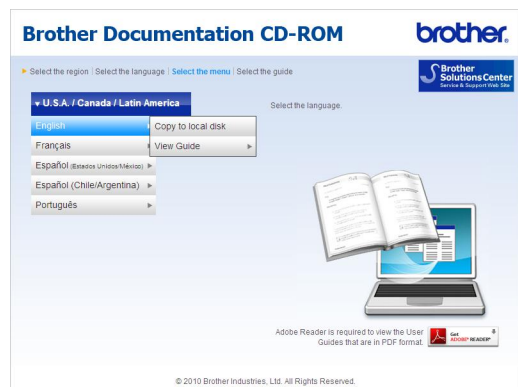 Brother Documentation CD-ROM
brother
Select the region | Select the language | Select the menu | Select the guide
Brother
Solutions Center
Service & Support Web Site
U.S.A. / Canada / Latin America
Select the language.
English
Copy to local disk
Français
View Guide
Español (Estados Unidos/México)
Español (Chile/Argentina)
Português
Adobe Reader is required to view the User
Guides that are in PDF format.
Get
ADOBE® READER®
© 2010 Brother Industries, Ltd. All Rights Reserved.